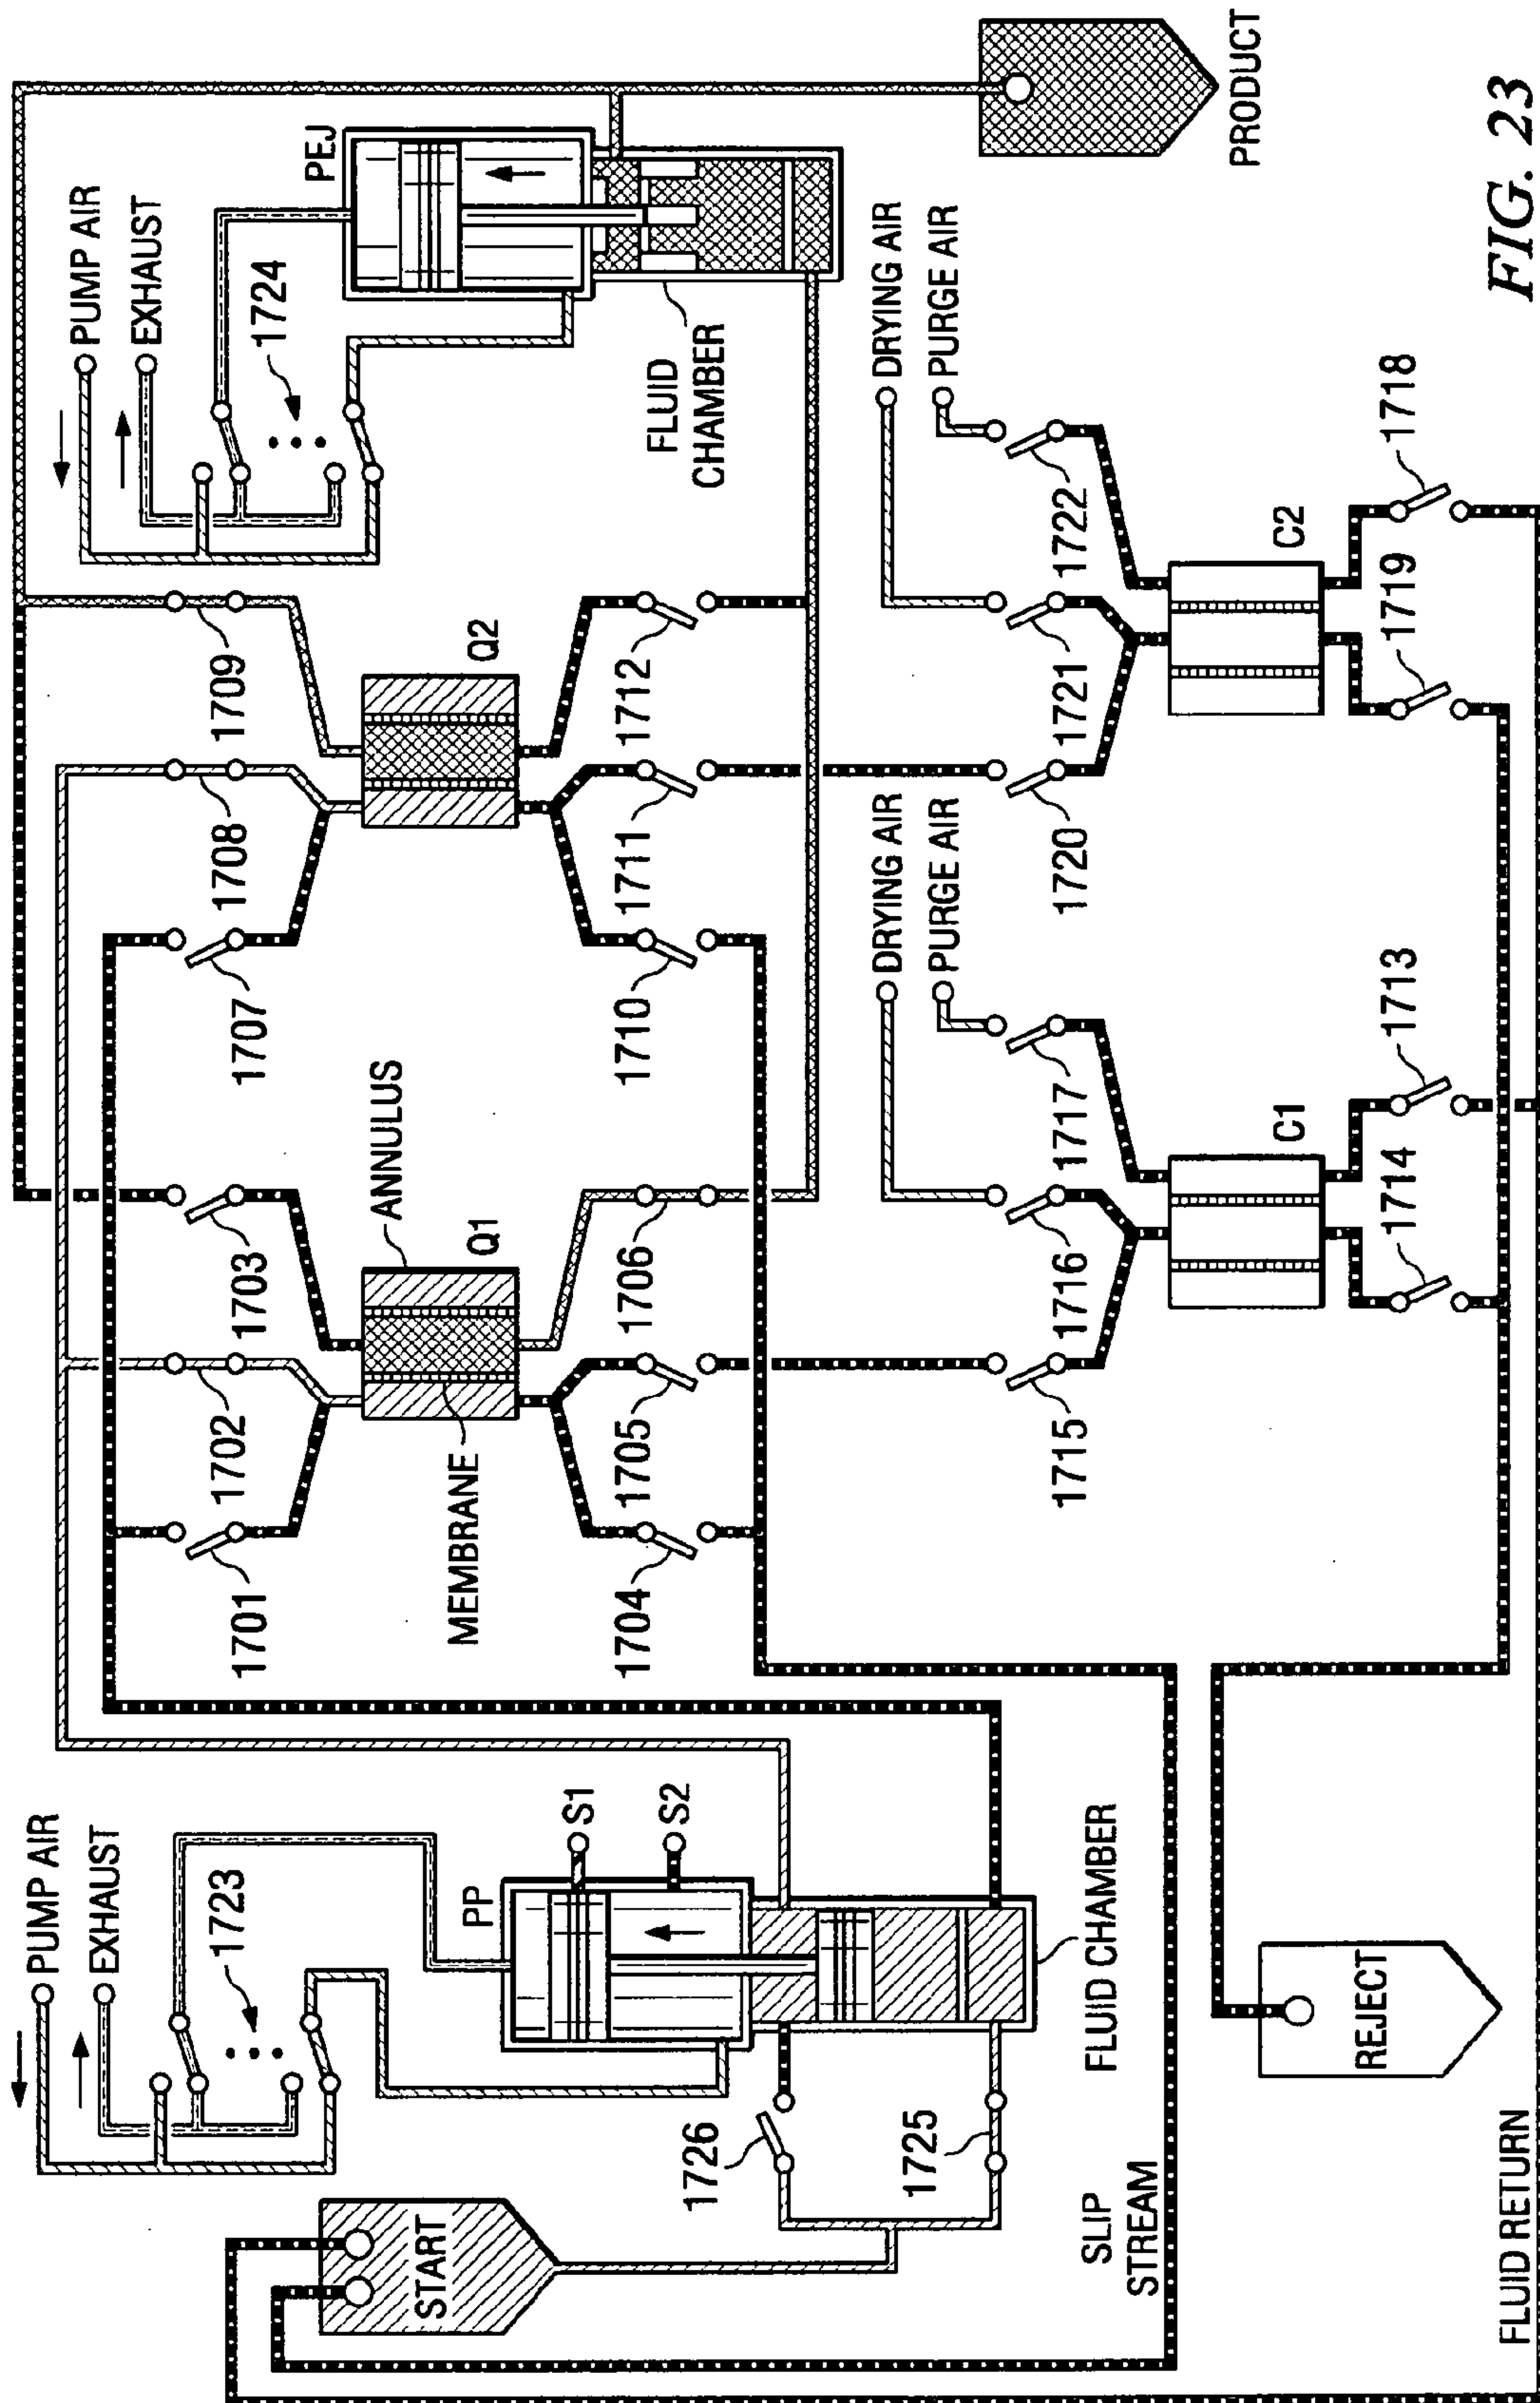 PUMP AIR
EXHAUST
1723
START
PP
S1
S2
1726
1725
FLUID CHAMBER
SLIP
STREAM
REJECT
FLUID RETURN
1701
1702
1703
ANNULUS
MEMBRANE
Q1
1704
1705
1706
1707
1708
1709
Q2
1710
1711
1712
PUMP AIR
EXHAUST
1724
PEJ
FLUID
CHAMBER
PRODUCT
DRYING AIR
PURGE AIR
1715
1716
1717
C1
1714
1713
DRYING AIR
PURGE AIR
1720
1721
1722
C2
1719
1718
FIG. 23